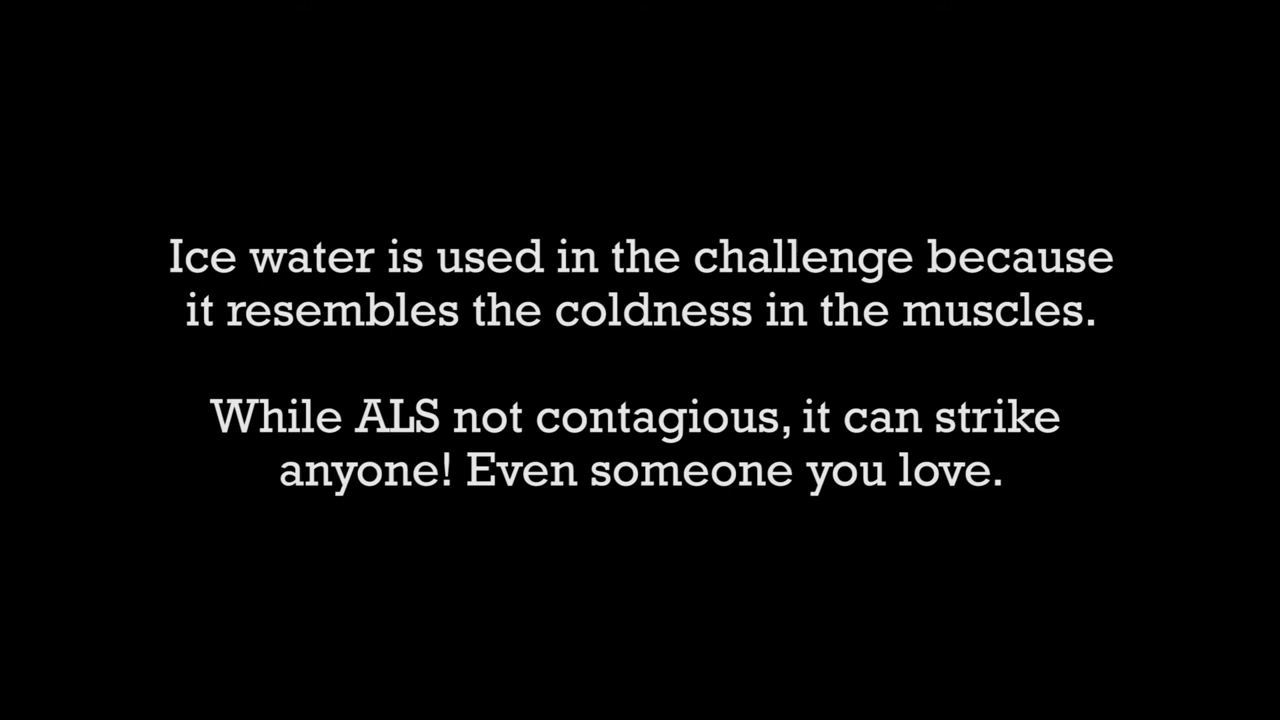 Ice water is used in the challenge because
it resembles the coldness in the muscles.
While ALS not contagious, it can strike
anyone! Even someone you love.